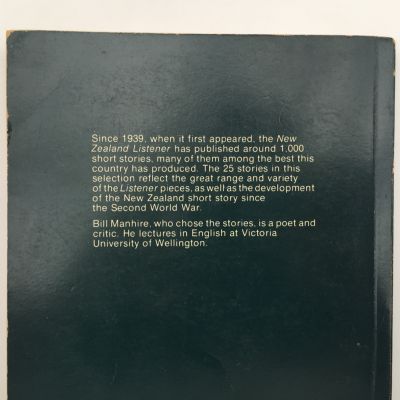 Since 1939, when it first appeared, the New
Zealand Listener has published around 1,000
short stories, many of them among the best this
country has produced. The 25 stories in this
selection reflect the great range and variety
of the Listener pieces, as well as the development
of the New Zealand short story since
the Second World War.
Bill Manhire, who chose the stories, is a poet and
critic. He lectures in English at Victoria
University of Wellington.